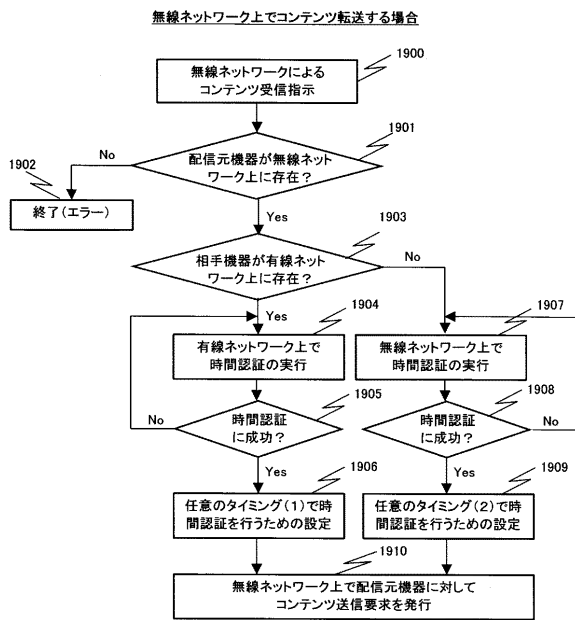 無線ネットワーク上でコンテンツ転送する場合
1900
無線ネットワークによる
コンテンツ受信指示
1901
配信元機器が無線ネット
ワーク上に存在?
No
1902
終了(エラー)
Yes
1903
相手機器が有線ネット
ワーク上に存在?
No
Yes
1904
有線ネットワーク上で
時間認証の実行
1907
無線ネットワーク上で
時間認証の実行
1905
時間認証
に成功?
No
1908
時間認証
に成功?
No
Yes
1906
Yes
1909
任意のタイミング(1)で時
間認証を行うための設定
任意のタイミング(2)で時
間認証を行うための設定
1910
無線ネットワーク上で配信元機器に対して
コンテンツ送信要求を発行